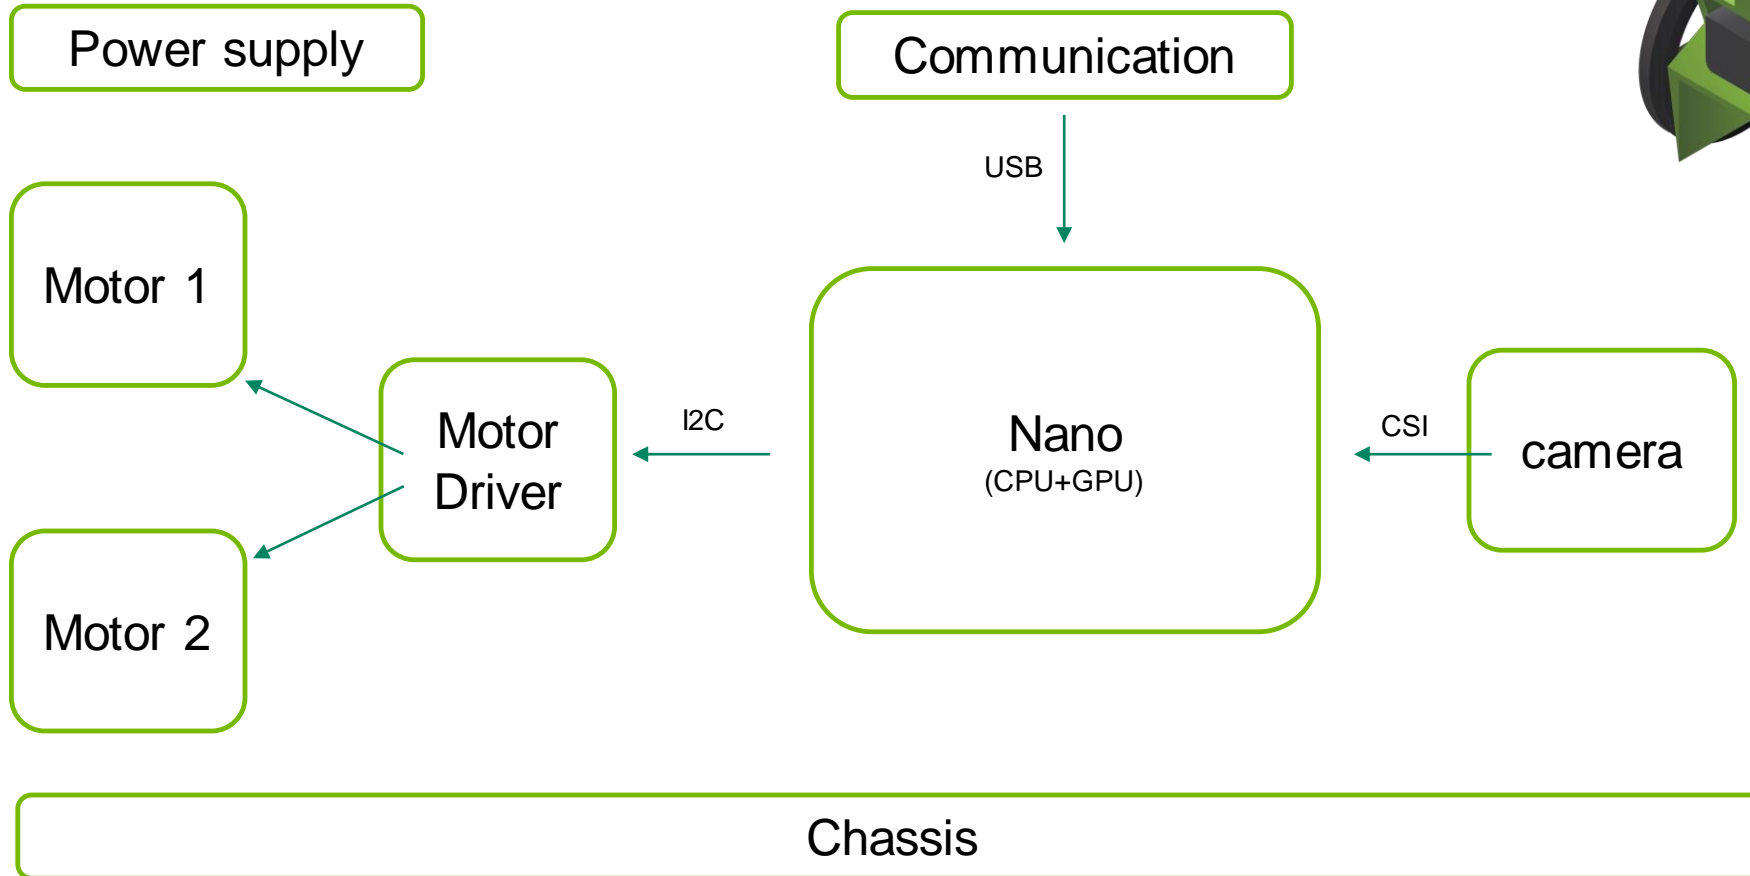 Power supply
Communication
USB
Motor 1
Motor
Driver
I2C
Nano
(CPU+GPU)
CSI
camera
Motor 2
Chassis